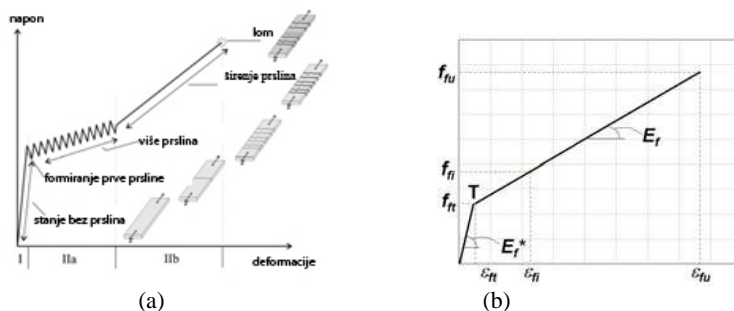 napon
lom
širenje prslina
više prslina
formiranje prve prsline
stanje bez prslina
I
IIa
IIb
deformacije
(a)
f_fu
f_fi
f_ft
T
E_f
E_f*
ε_ft
ε_fi
ε_fu
(b)